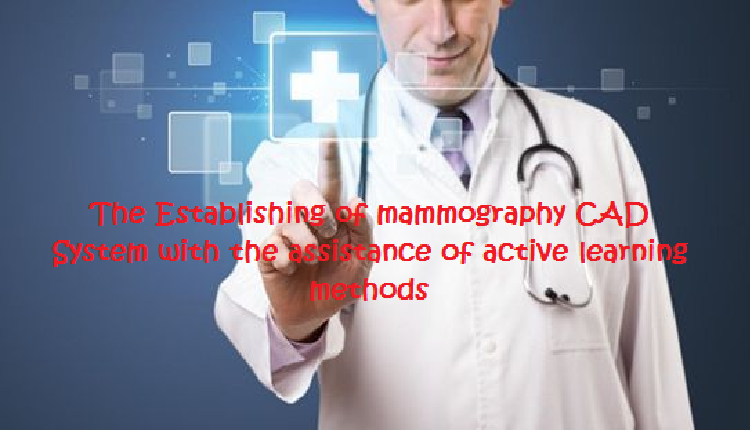 The Establishing of mammography CAD
System with the assistance of active learning
methods